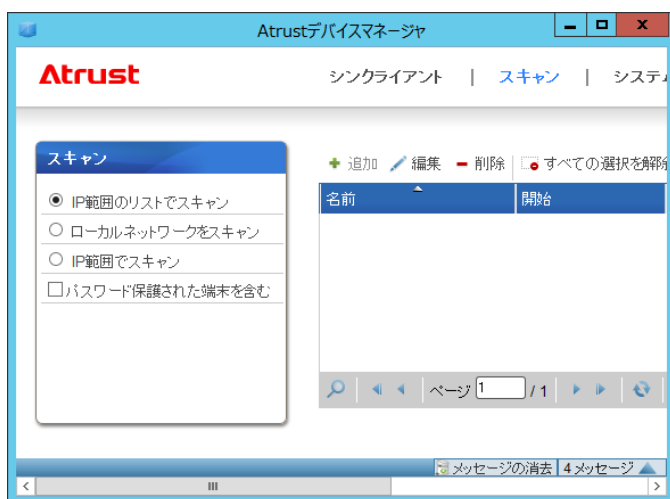 Atrustデバイスマネージャ
Atrust
シンクライアント | スキャン | システ
スキャン
IP範囲のリストでスキャン
ローカルネットワークをスキャン
IP範囲でスキャン
パスワード保護された端末を含む
追加 編集 削除 すべての選択を解除
名前 開始
ページ 1 / 1
メッセージの消去 4 メッセージ